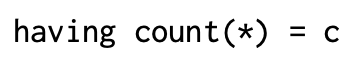 having count(*) = c